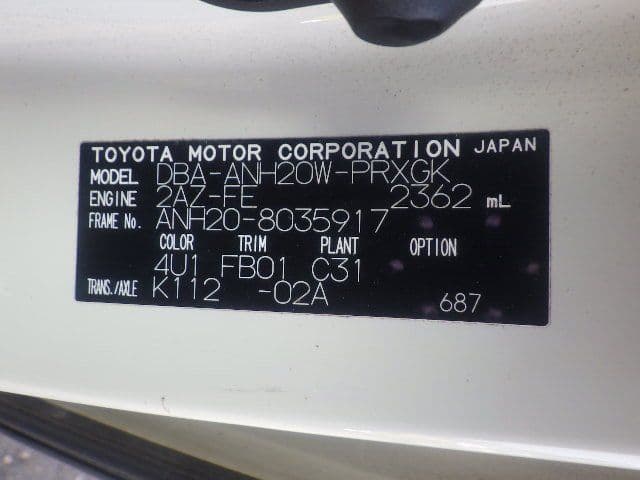 TOYOTA MOTOR CORPORATION JAPAN
MODEL DBA-ANH20W-PRXGK
ENGINE 2AZ-FE 2362 mL
FRAME No. ANH20-8035917
COLOR TRIM PLANT OPTION
4U1 FB01 C31
TRANS./AXLE K112 -02A
687